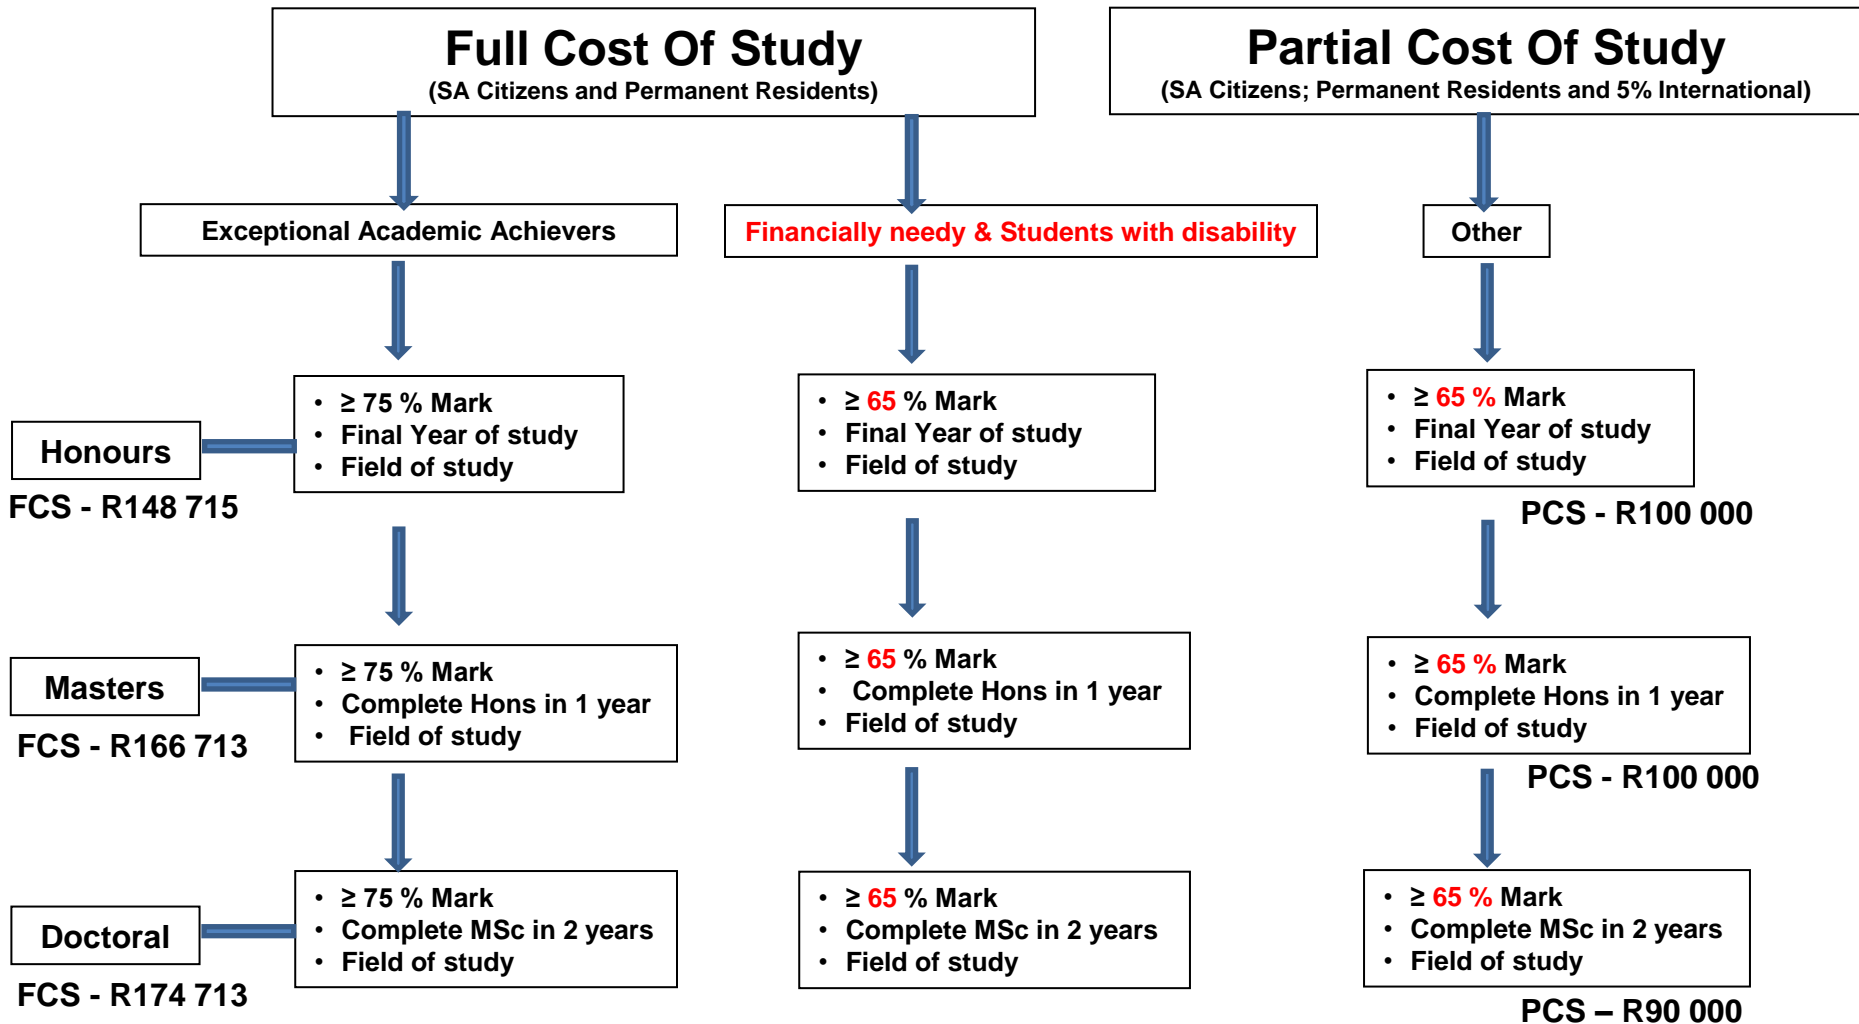 Full Cost Of Study
(SA Citizens and Permanent Residents)
Partial Cost Of Study
(SA Citizens; Permanent Residents and 5% International)
Exceptional Academic Achievers
Financially needy & Students with disability
Other
Honours
FCS - R148 715
• ≥ 75 % Mark
• Final Year of study
• Field of study
• ≥ 65 % Mark
• Final Year of study
• Field of study
• ≥ 65 % Mark
• Final Year of study
• Field of study
PCS - R100 000
Masters
FCS - R166 713
• ≥ 75 % Mark
• Complete Hons in 1 year
• Field of study
• ≥ 65 % Mark
• Complete Hons in 1 year
• Field of study
• ≥ 65 % Mark
• Complete Hons in 1 year
• Field of study
PCS - R100 000
Doctoral
FCS - R174 713
• ≥ 75 % Mark
• Complete MSc in 2 years
• Field of study
• ≥ 65 % Mark
• Complete MSc in 2 years
• Field of study
• ≥ 65 % Mark
• Complete MSc in 2 years
• Field of study
PCS – R90 000